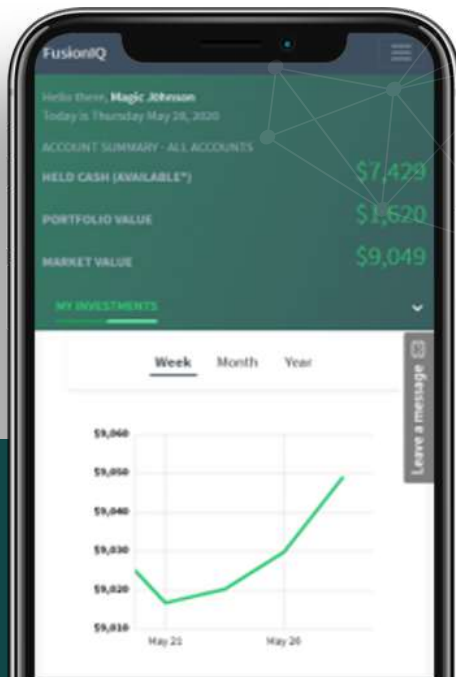 FusionIQ
Hello there, Magic Johnson
Today is Thursday May 28, 2020
ACCOUNT SUMMARY - ALL ACCOUNTS
HELD CASH (AVAILABLE*) $7,429
PORTFOLIO VALUE $1,620
MARKET VALUE $9,049
MY INVESTMENTS
Leave a message
Week Month Year
$9,060
$9,050
$9,040
$9,030
$9,020
$9,010
May 21 May 26